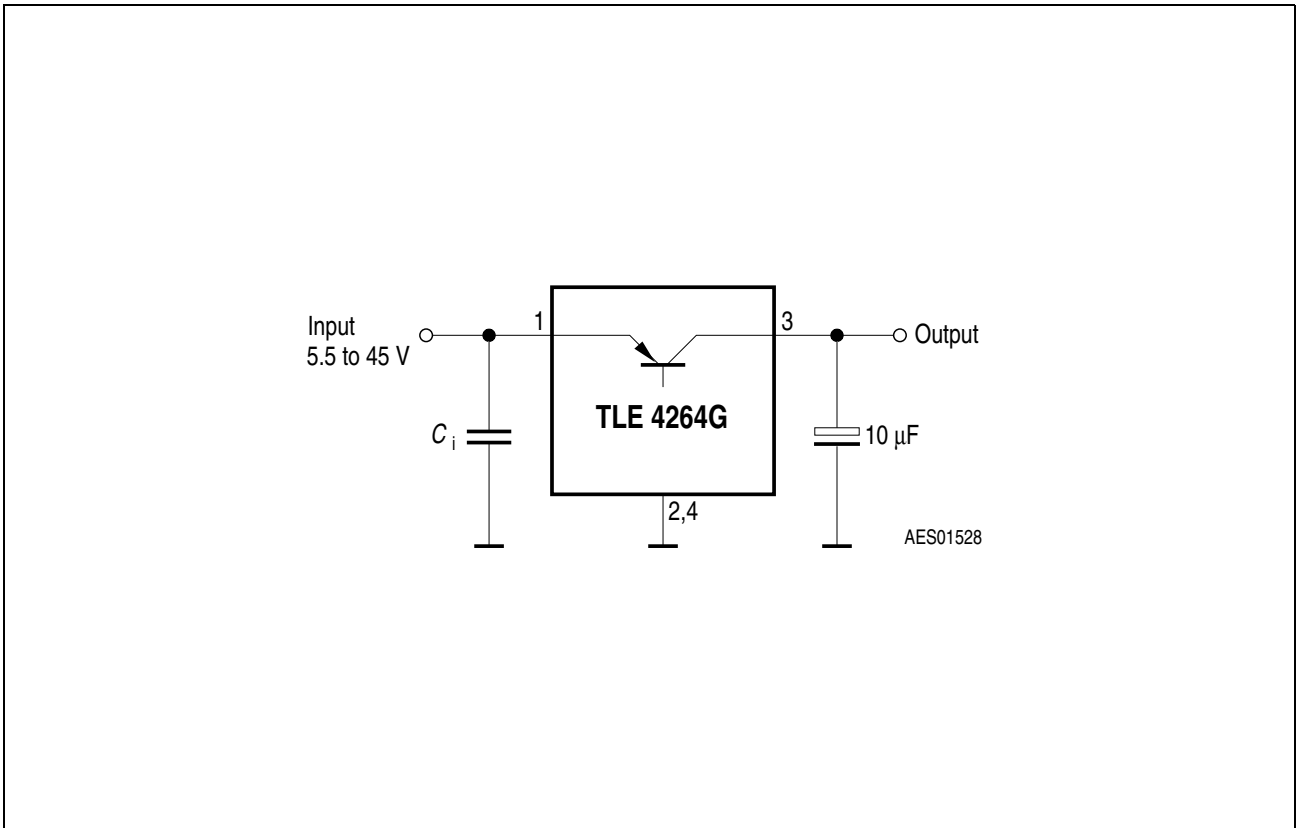 Input
5.5 to 45 V
1
3
Output
TLE 4264G
C i
10 μF
2,4
AES01528